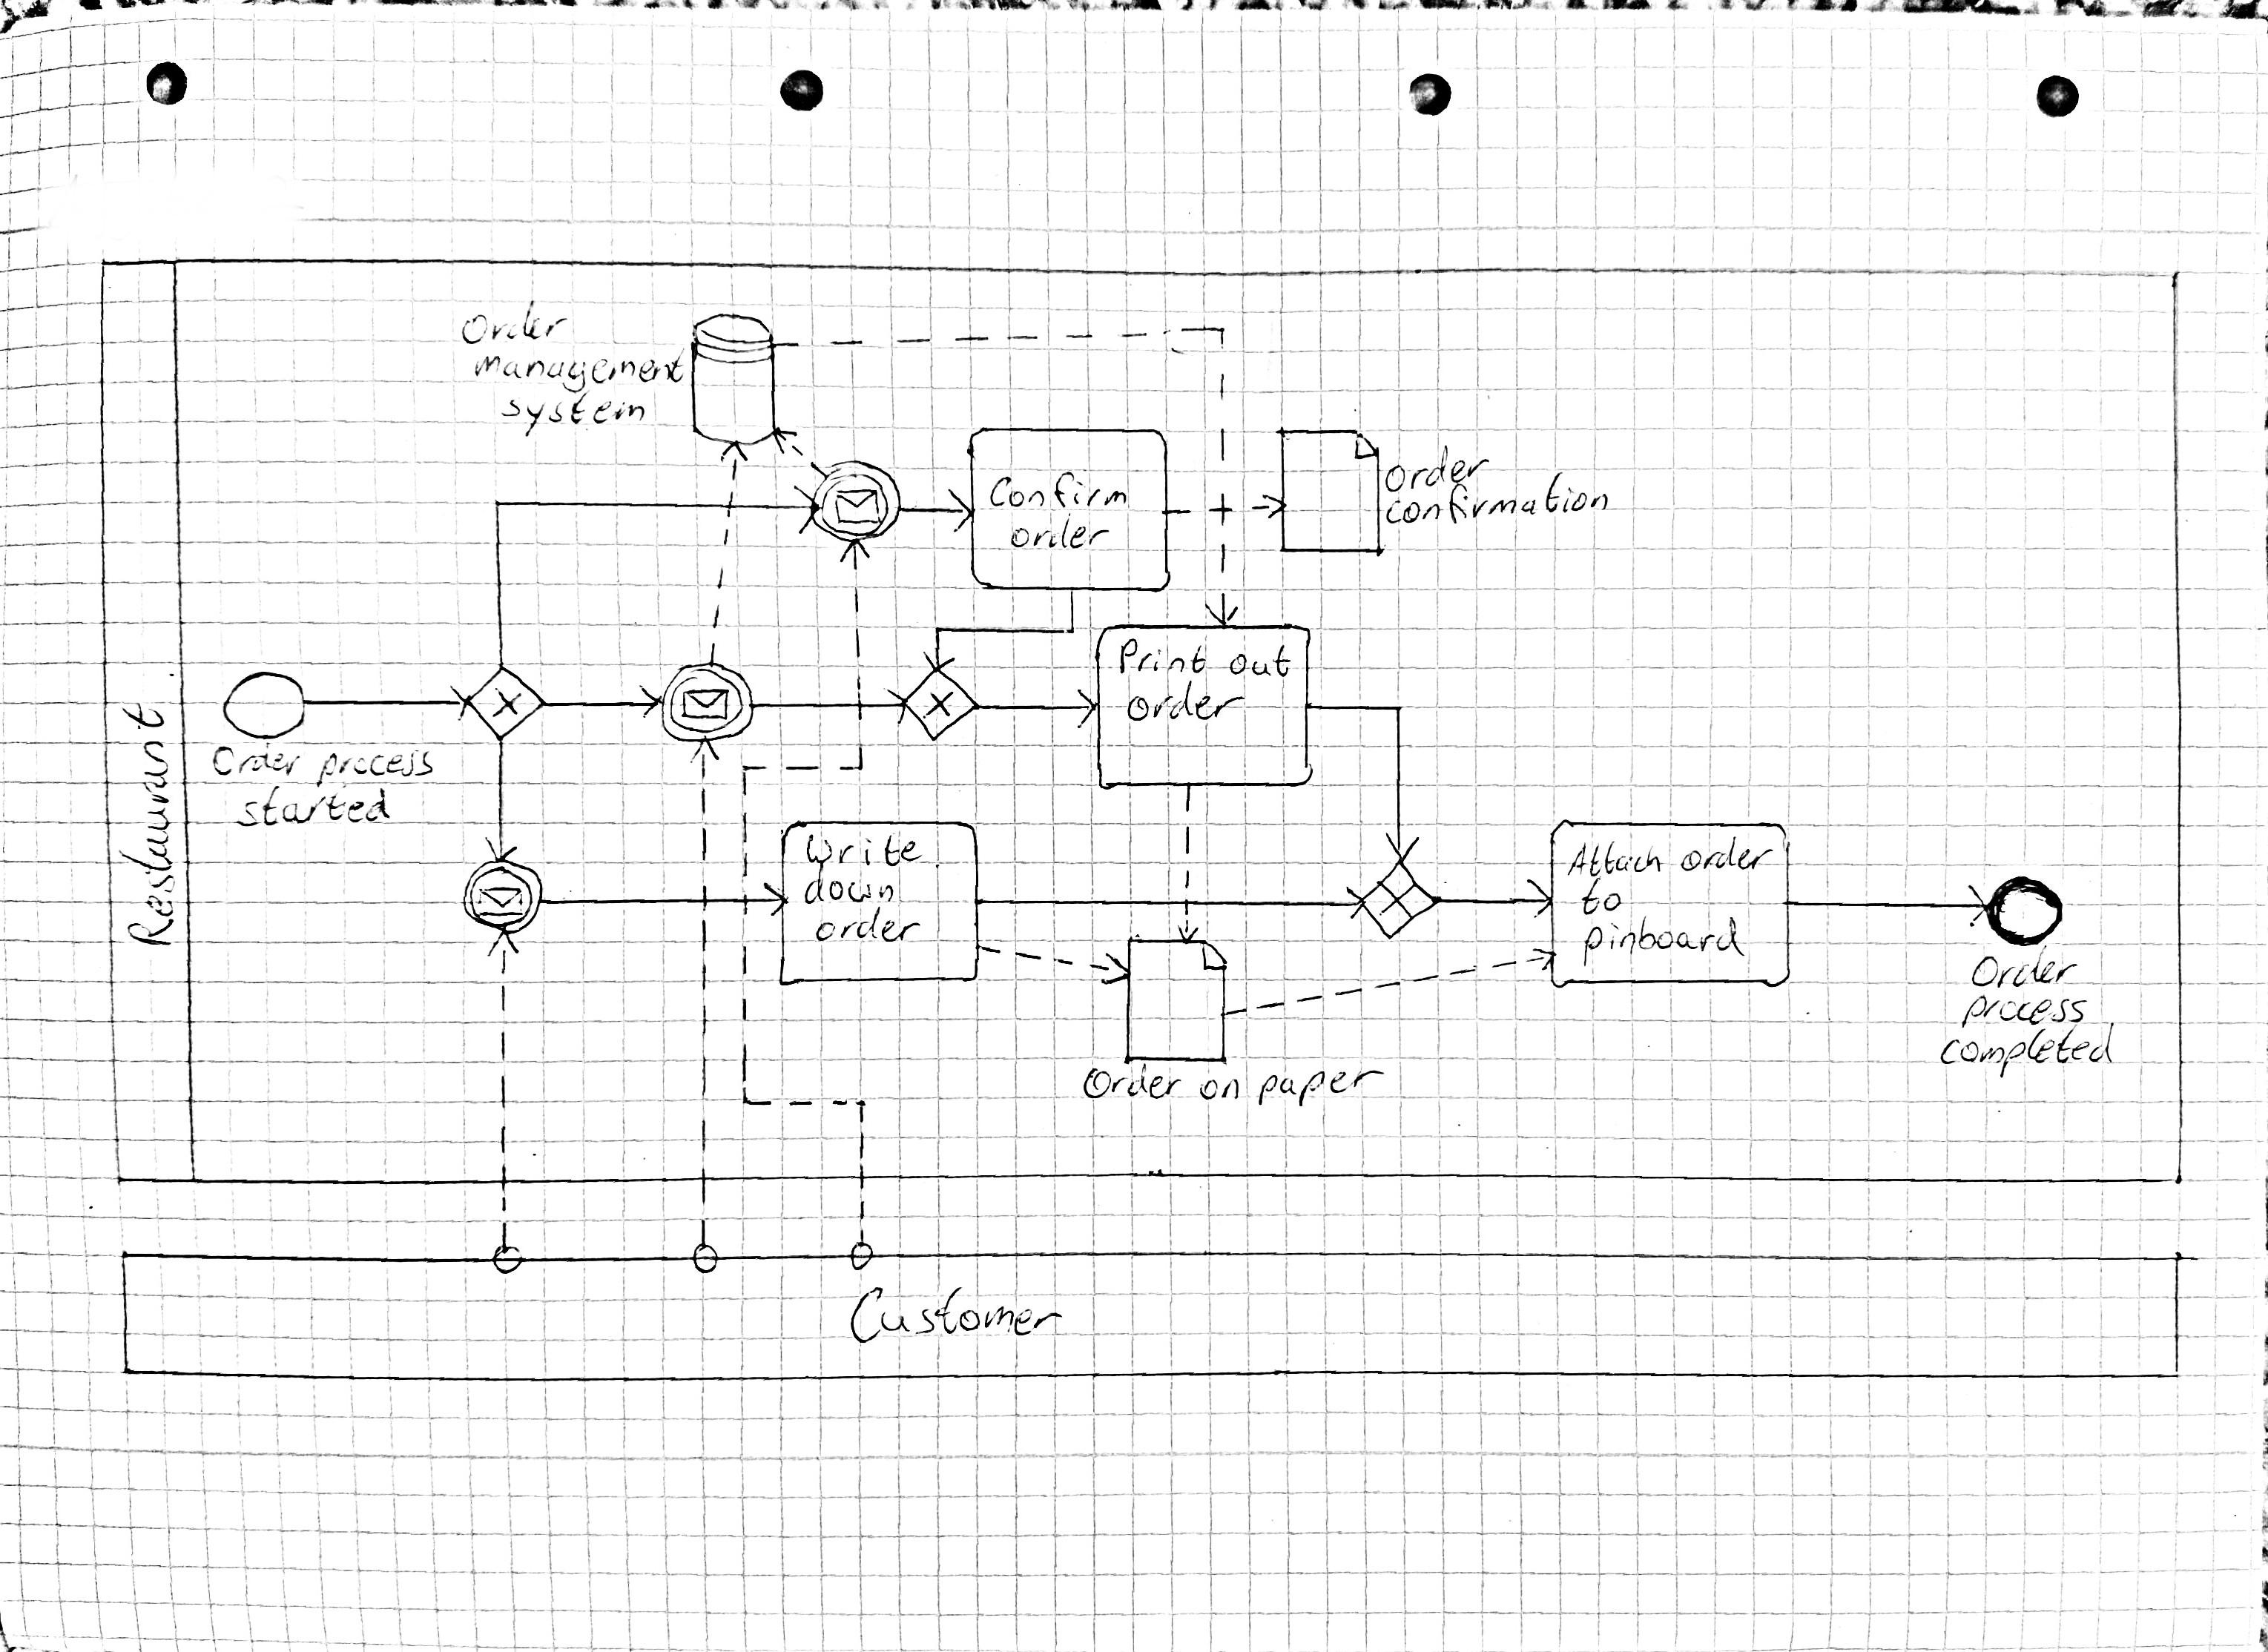 Order
management
system
Confirm
order
Order
confirmation
Print out
order
Restaurant
Order process
started
Write
down
order
Attach order
to
pinboard
Order
process
completed
Order on paper
Customer